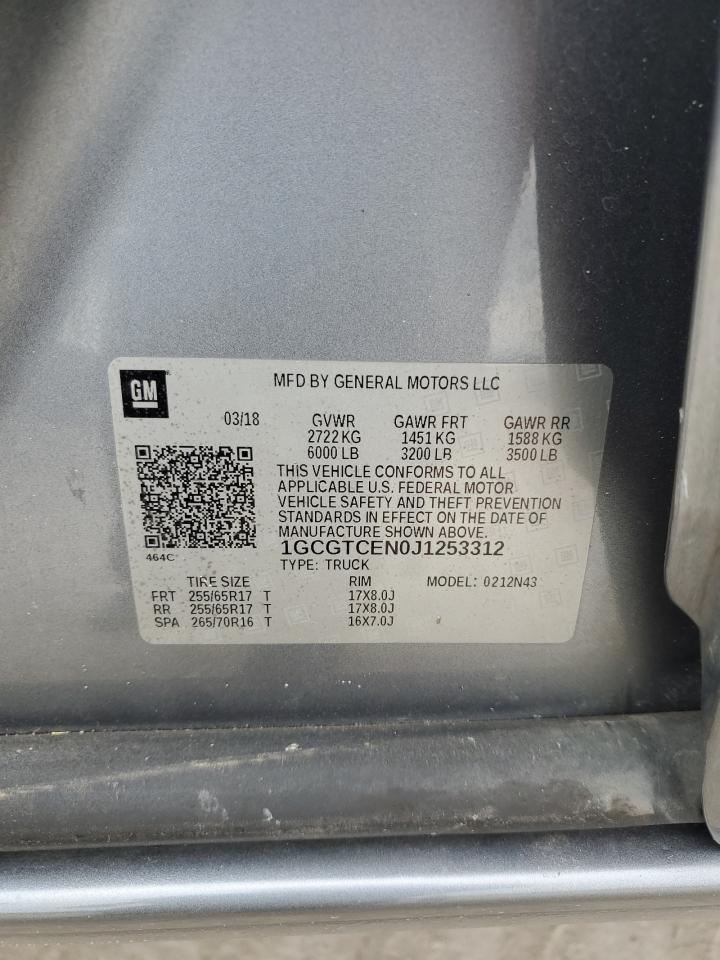 GM
MFD BY GENERAL MOTORS LLC
03/18 GVWR GAWR FRT GAWR RR
2722 KG 1451 KG 1588 KG
6000 LB 3200 LB 3500 LB
THIS VEHICLE CONFORMS TO ALL
APPLICABLE U.S. FEDERAL MOTOR
VEHICLE SAFETY AND THEFT PREVENTION
STANDARDS IN EFFECT ON THE DATE OF
MANUFACTURE SHOWN ABOVE.
464C 1GCGTCEN0J1253312
TYPE: TRUCK
TIRE SIZE RIM MODEL: 0212N43
FRT 255/65R17 T 17X8.0J
RR 255/65R17 T 17X8.0J
SPA 265/70R16 T 16X7.0J